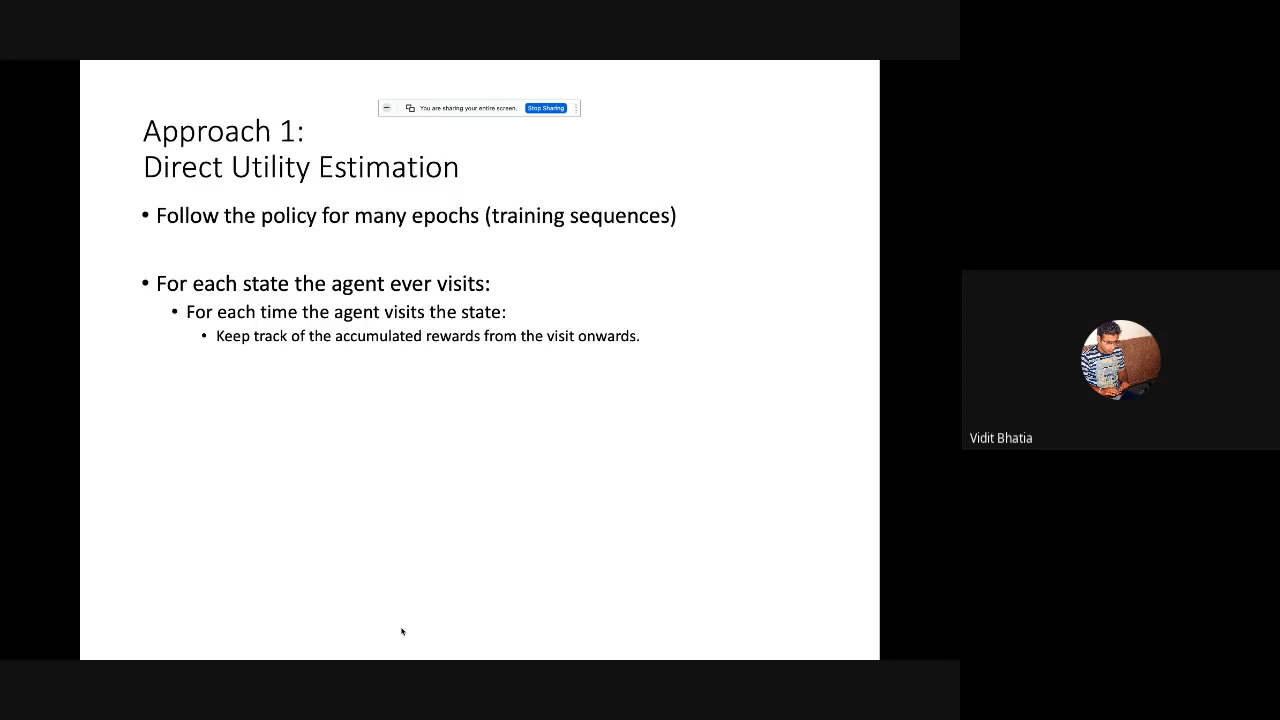 You are sharing your entire screen. Stop Sharing
Approach 1:
Direct Utility Estimation
• Follow the policy for many epochs (training sequences)
• For each state the agent ever visits:
• For each time the agent visits the state:
• Keep track of the accumulated rewards from the visit onwards.
Vidit Bhatia